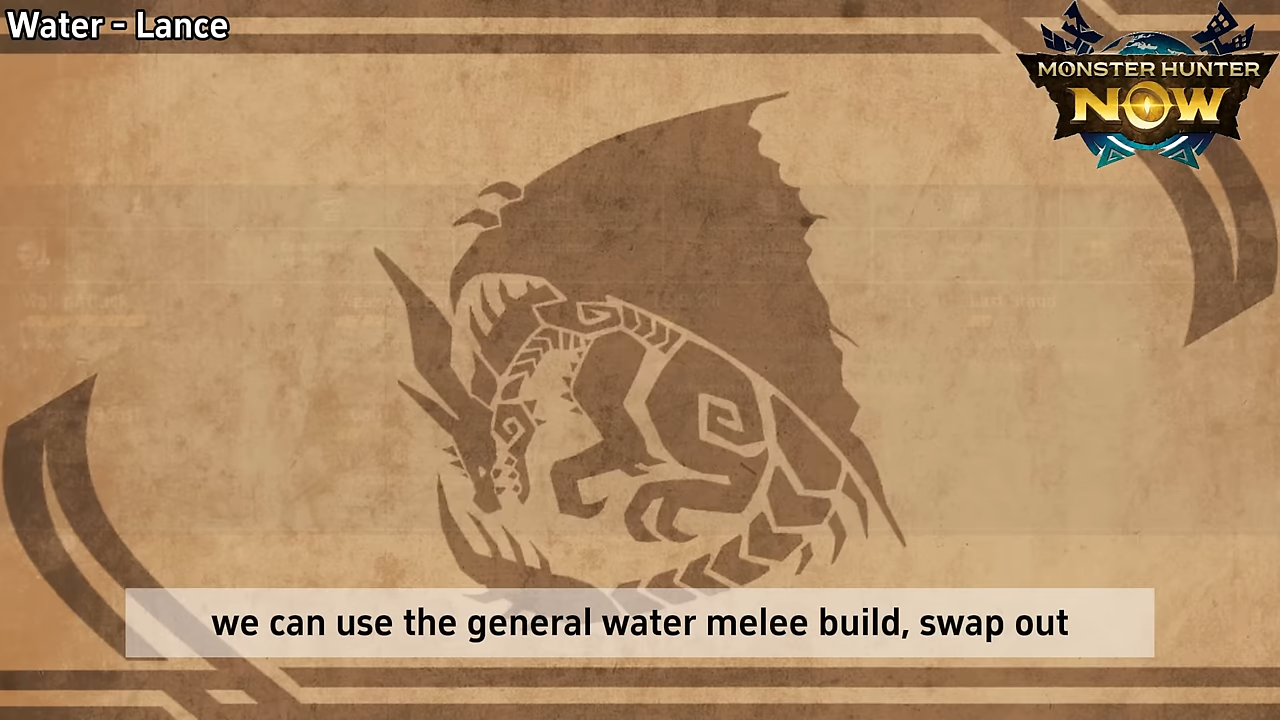 Water - Lance
MONSTER HUNTER
NOW
we can use the general water melee build, swap out